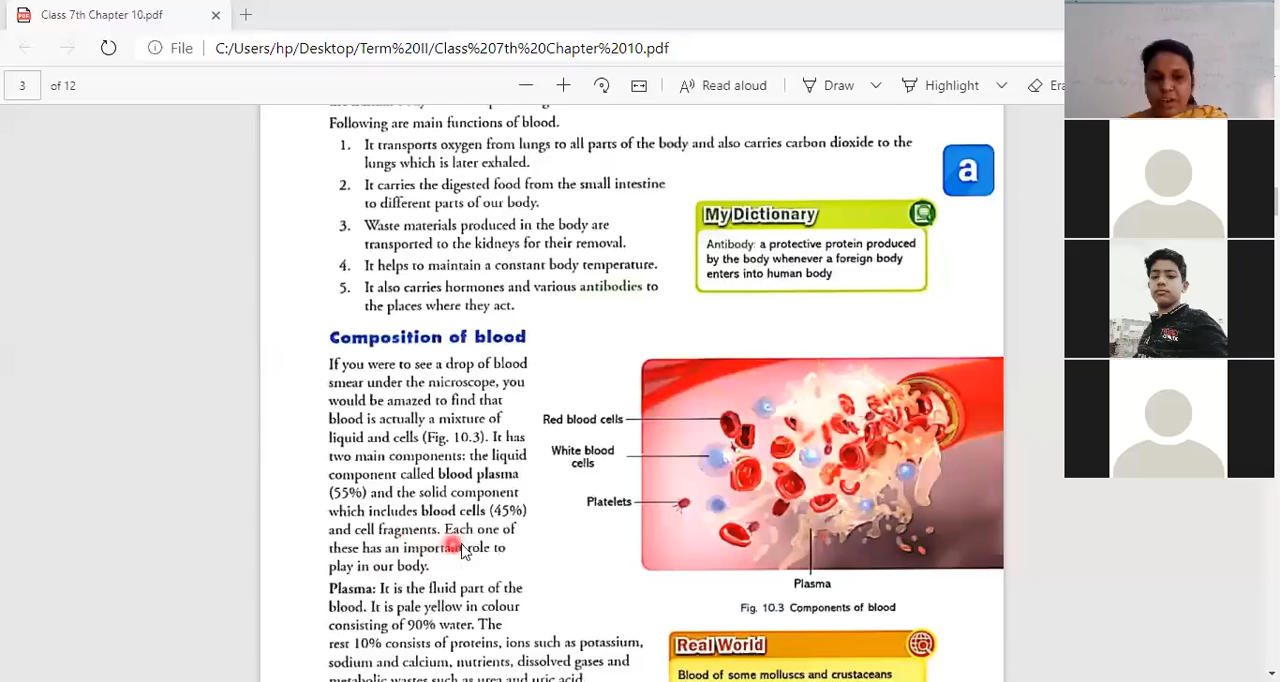 Class 7th Chapter 10.pdf
File
C:/Users/hp/Desktop/Term%20II/Class%207th%20Chapter%2010.pdf
3 of 12
Read aloud
Draw
Highlight
Following are main functions of blood.
1. It transports oxygen from lungs to all parts of the body and also carries carbon dioxide to the
lungs which is later exhaled.
2. It carries the digested food from the small intestine
to different parts of our body.
3. Waste materials produced in the body are
transported to the kidneys for their removal.
4. It helps to maintain a constant body temperature.
5. It also carries hormones and various antibodies to
the places where they act.
a
My Dictionary
Antibody: a protective protein produced
by the body whenever a foreign body
enters into human body
Composition of blood
If you were to see a drop of blood
smear under the microscope, you
would be amazed to find that
blood is actually a mixture of
liquid and cells (Fig. 10.3). It has
two main components: the liquid
component called blood plasma
(55%) and the solid component
which includes blood cells (45%)
and cell fragments. Each one of
these has an important role to
play in our body.
Plasma: It is the fluid part of the
blood. It is pale yellow in colour
consisting of 90% water. The
rest 10% consists of proteins, ions such as potassium,
sodium and calcium, nutrients, dissolved gases and
metabolic wastes such as urea and uric acid.
Red blood cells
White blood
cells
Platelets
Plasma
Fig. 10.3 Components of blood
Real World
Blood of some molluscs and crustaceans